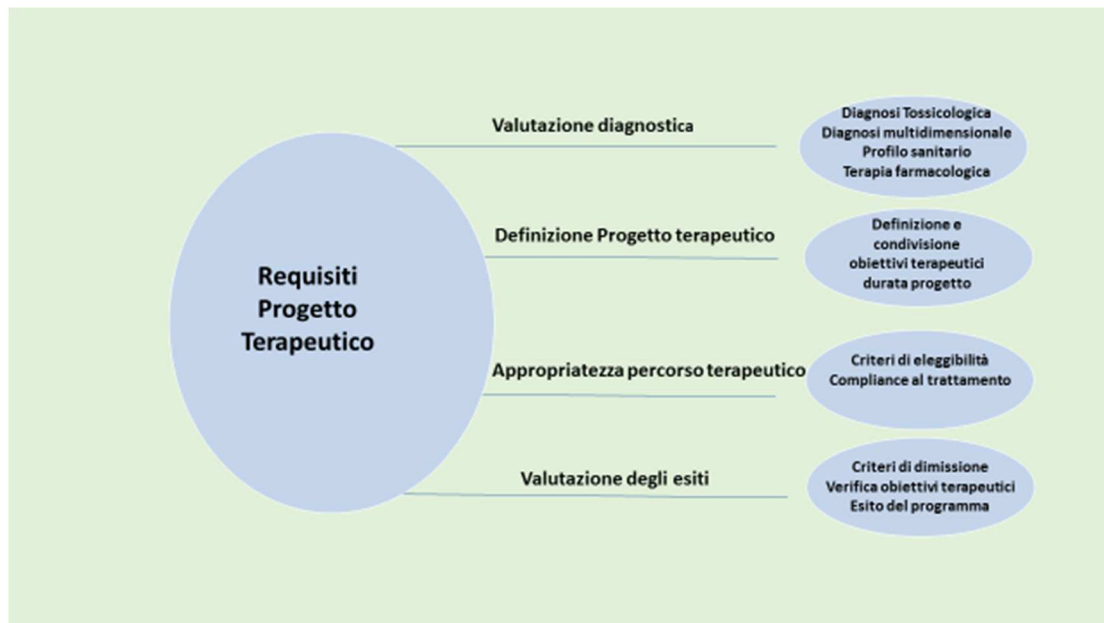 Requisiti
Progetto
Terapeutico
Valutazione diagnostica
Diagnosi Tossicologica
Diagnosi multidimensionale
Profilo sanitario
Terapia farmacologica
Definizione Progetto terapeutico
Definizione e
condivisione
obiettivi terapeutici
durata progetto
Appropriatezza percorso terapeutico
Criteri di eleggibilità
Compliance al trattamento
Valutazione degli esiti
Criteri di dimissione
Verifica obiettivi terapeutici
Esito del programma